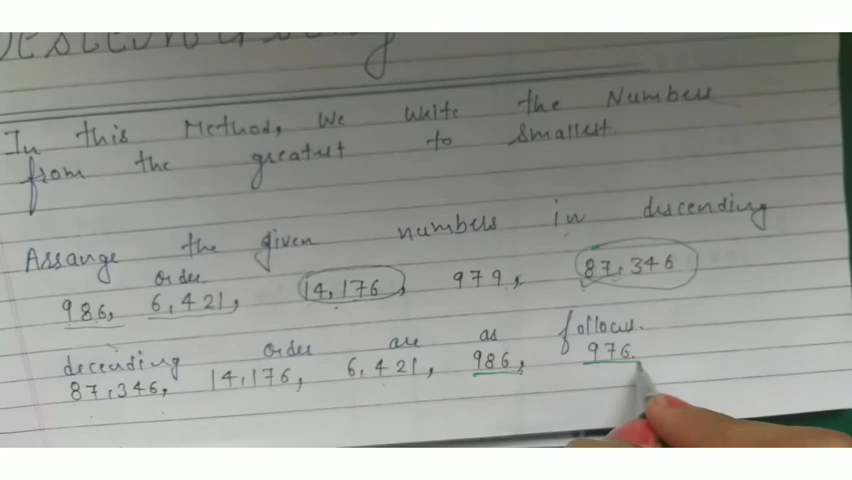 In this Method, We write the Numbers
from the greatest to smallest.
Arrange the given numbers in descending
order
986, 6,421, 14,176, 979, 87,346
decending order are as follows.
87,346, 14,176, 6,421, 986, 976.